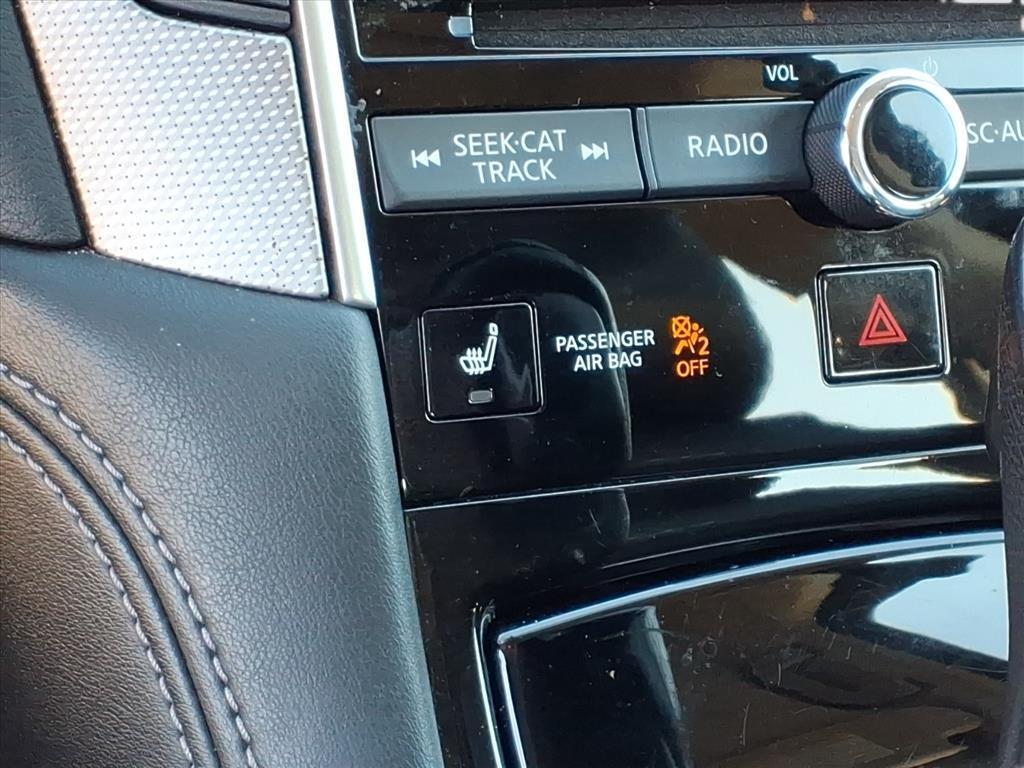 VOL
SEEK·CAT
TRACK
RADIO
PASSENGER
AIR BAG
2
OFF